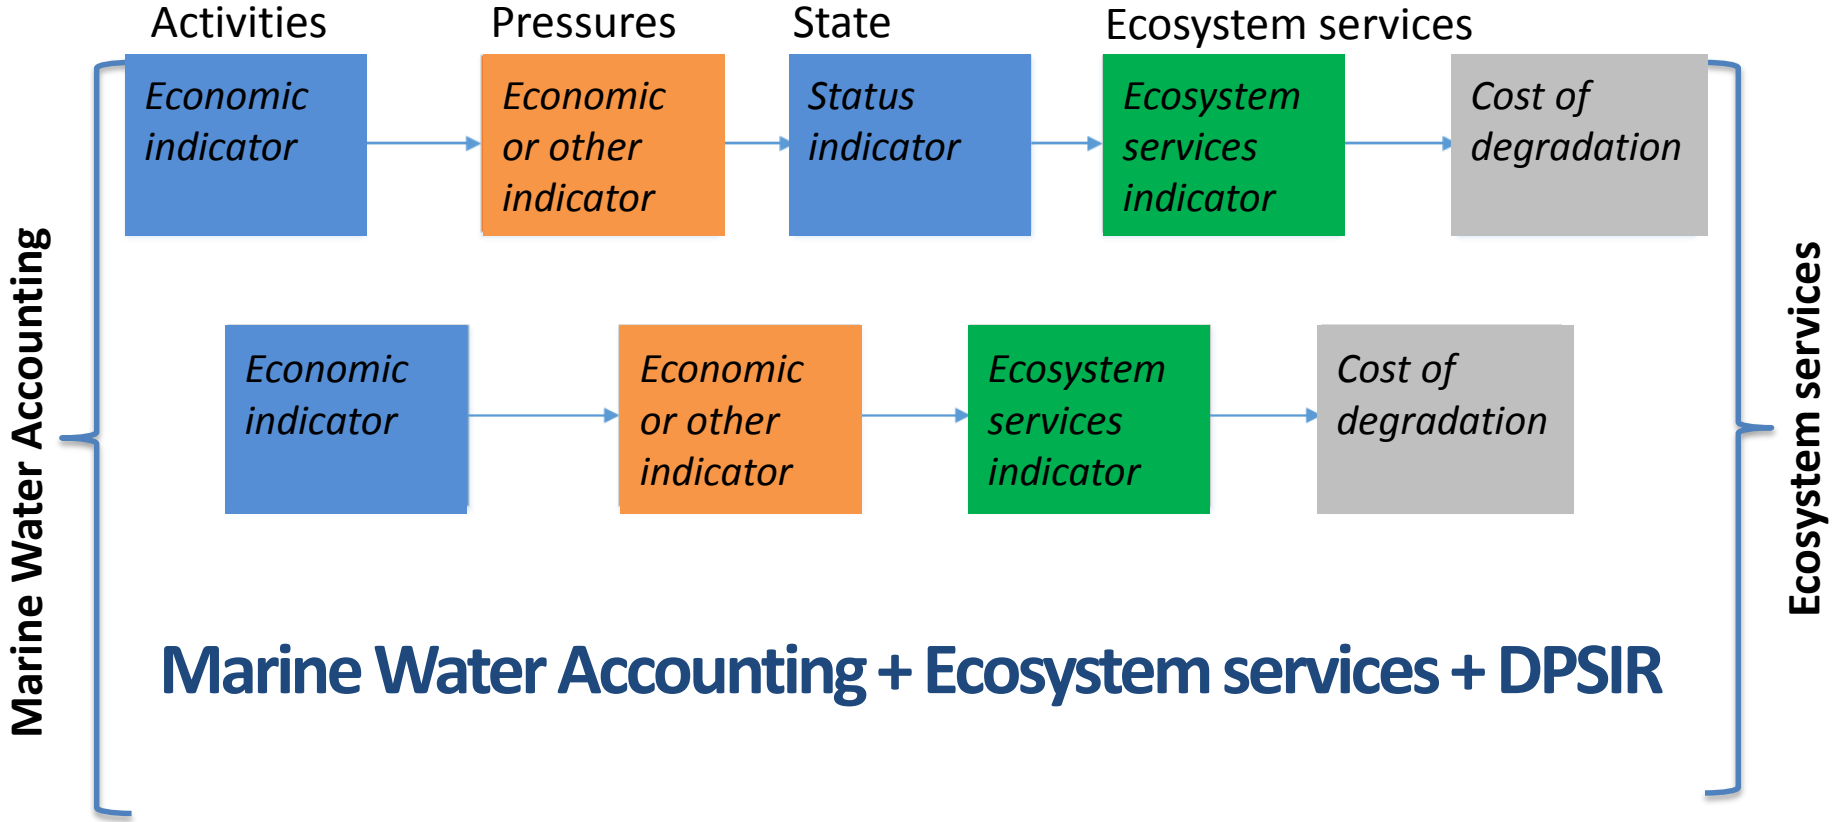 Activities
Pressures
State
Ecosystem services
Economic
indicator
Economic
or other
indicator
Status
indicator
Ecosystem
services
indicator
Cost of
degradation
Marine Water Accounting
Economic
indicator
Economic
or other
indicator
Ecosystem
services
indicator
Cost of
degradation
Ecosystem services
Marine Water Accounting + Ecosystem services + DPSIR